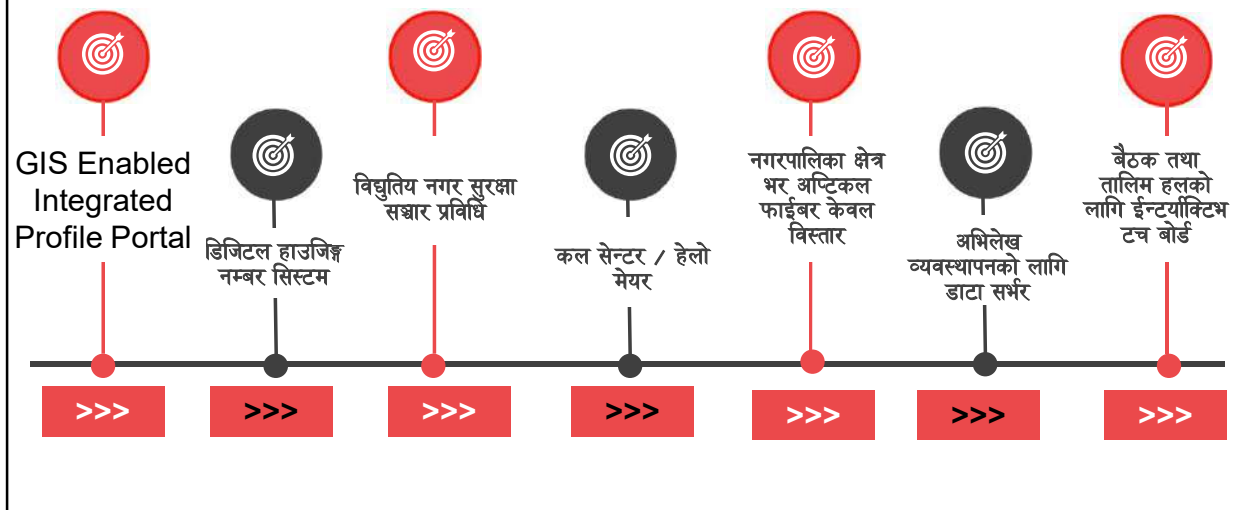 GIS Enabled
Integrated
Profile Portal
डिजिटल हाउजिङ्ग
नम्बर सिस्टम
विद्युतिय नगर सुरक्षा
सञ्चार प्रविधि
कल सेन्टर / हेलो
मेयर
नगरपालिका क्षेत्र
भर अप्टिकल
फाईबर केवल
विस्तार
अभिलेख
व्यवस्थापनको लागि
डाटा सर्भर
बैठक तथा
तालिम हलको
लागि ईन्टर्याक्टिभ
टच बोर्ड
>>>
>>>
>>>
>>>
>>>
>>>
>>>